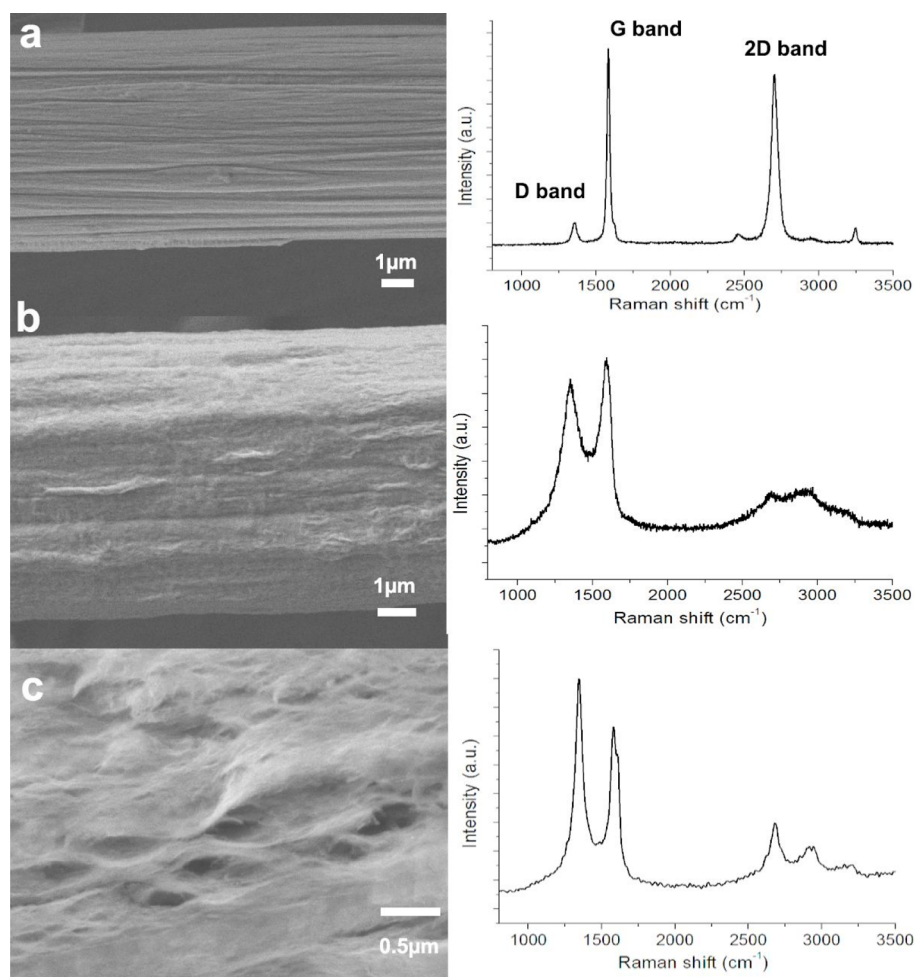 a
1µm
G band
2D band
D band
Intensity (a.u.)
1000 1500 2000 2500 3000 3500
Raman shift (cm⁻¹)
b
1µm
Intensity (a.u.)
1000 1500 2000 2500 3000 3500
Raman shift (cm⁻¹)
c
0.5µm
Intensity (a.u.)
1000 1500 2000 2500 3000 3500
Raman shift (cm⁻¹)